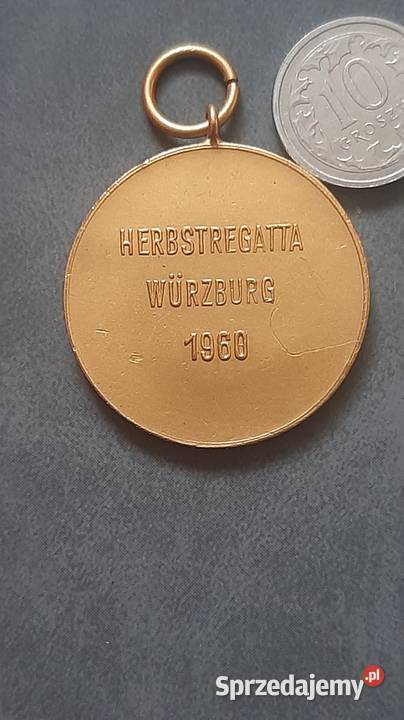 10
GROSZY
HERBSTREGATTA
WÜRZBURG
1960
Sprzedajemy.pl